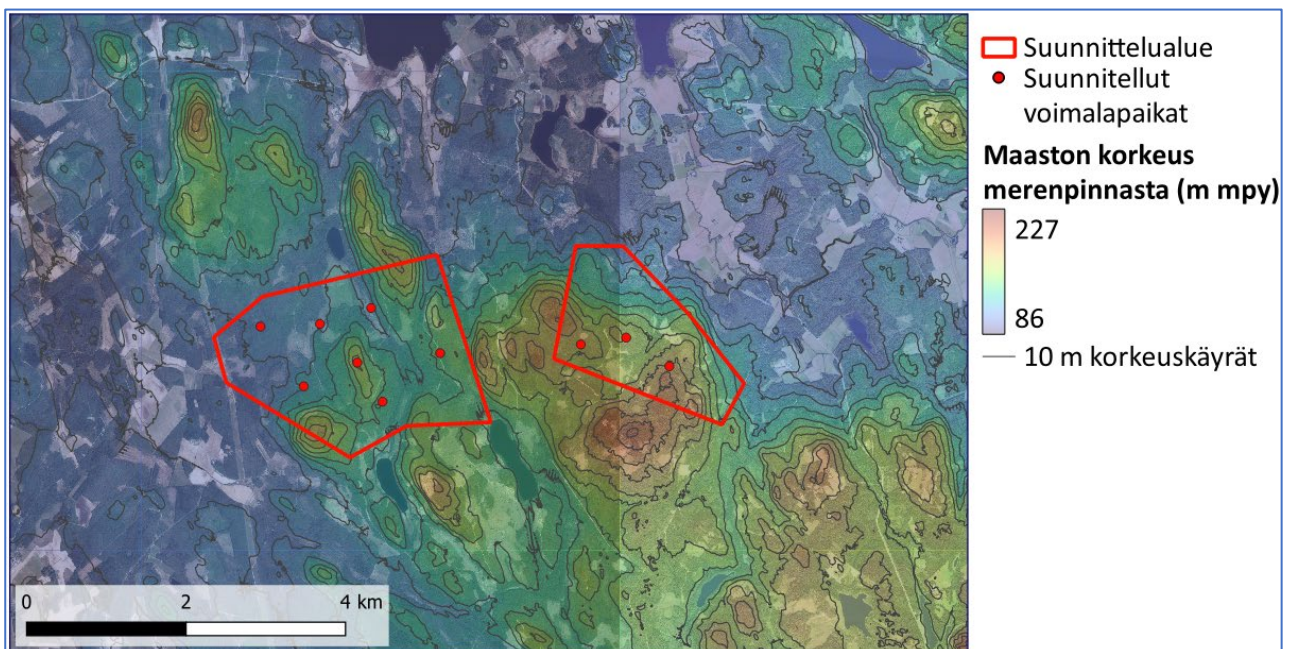 Suunnittelualue
Suunnitellut
voimalapaikat
Maaston korkeus
merenpinnasta (m mpy)
227
86
10 m korkeuskäyrät
0 2 4 km